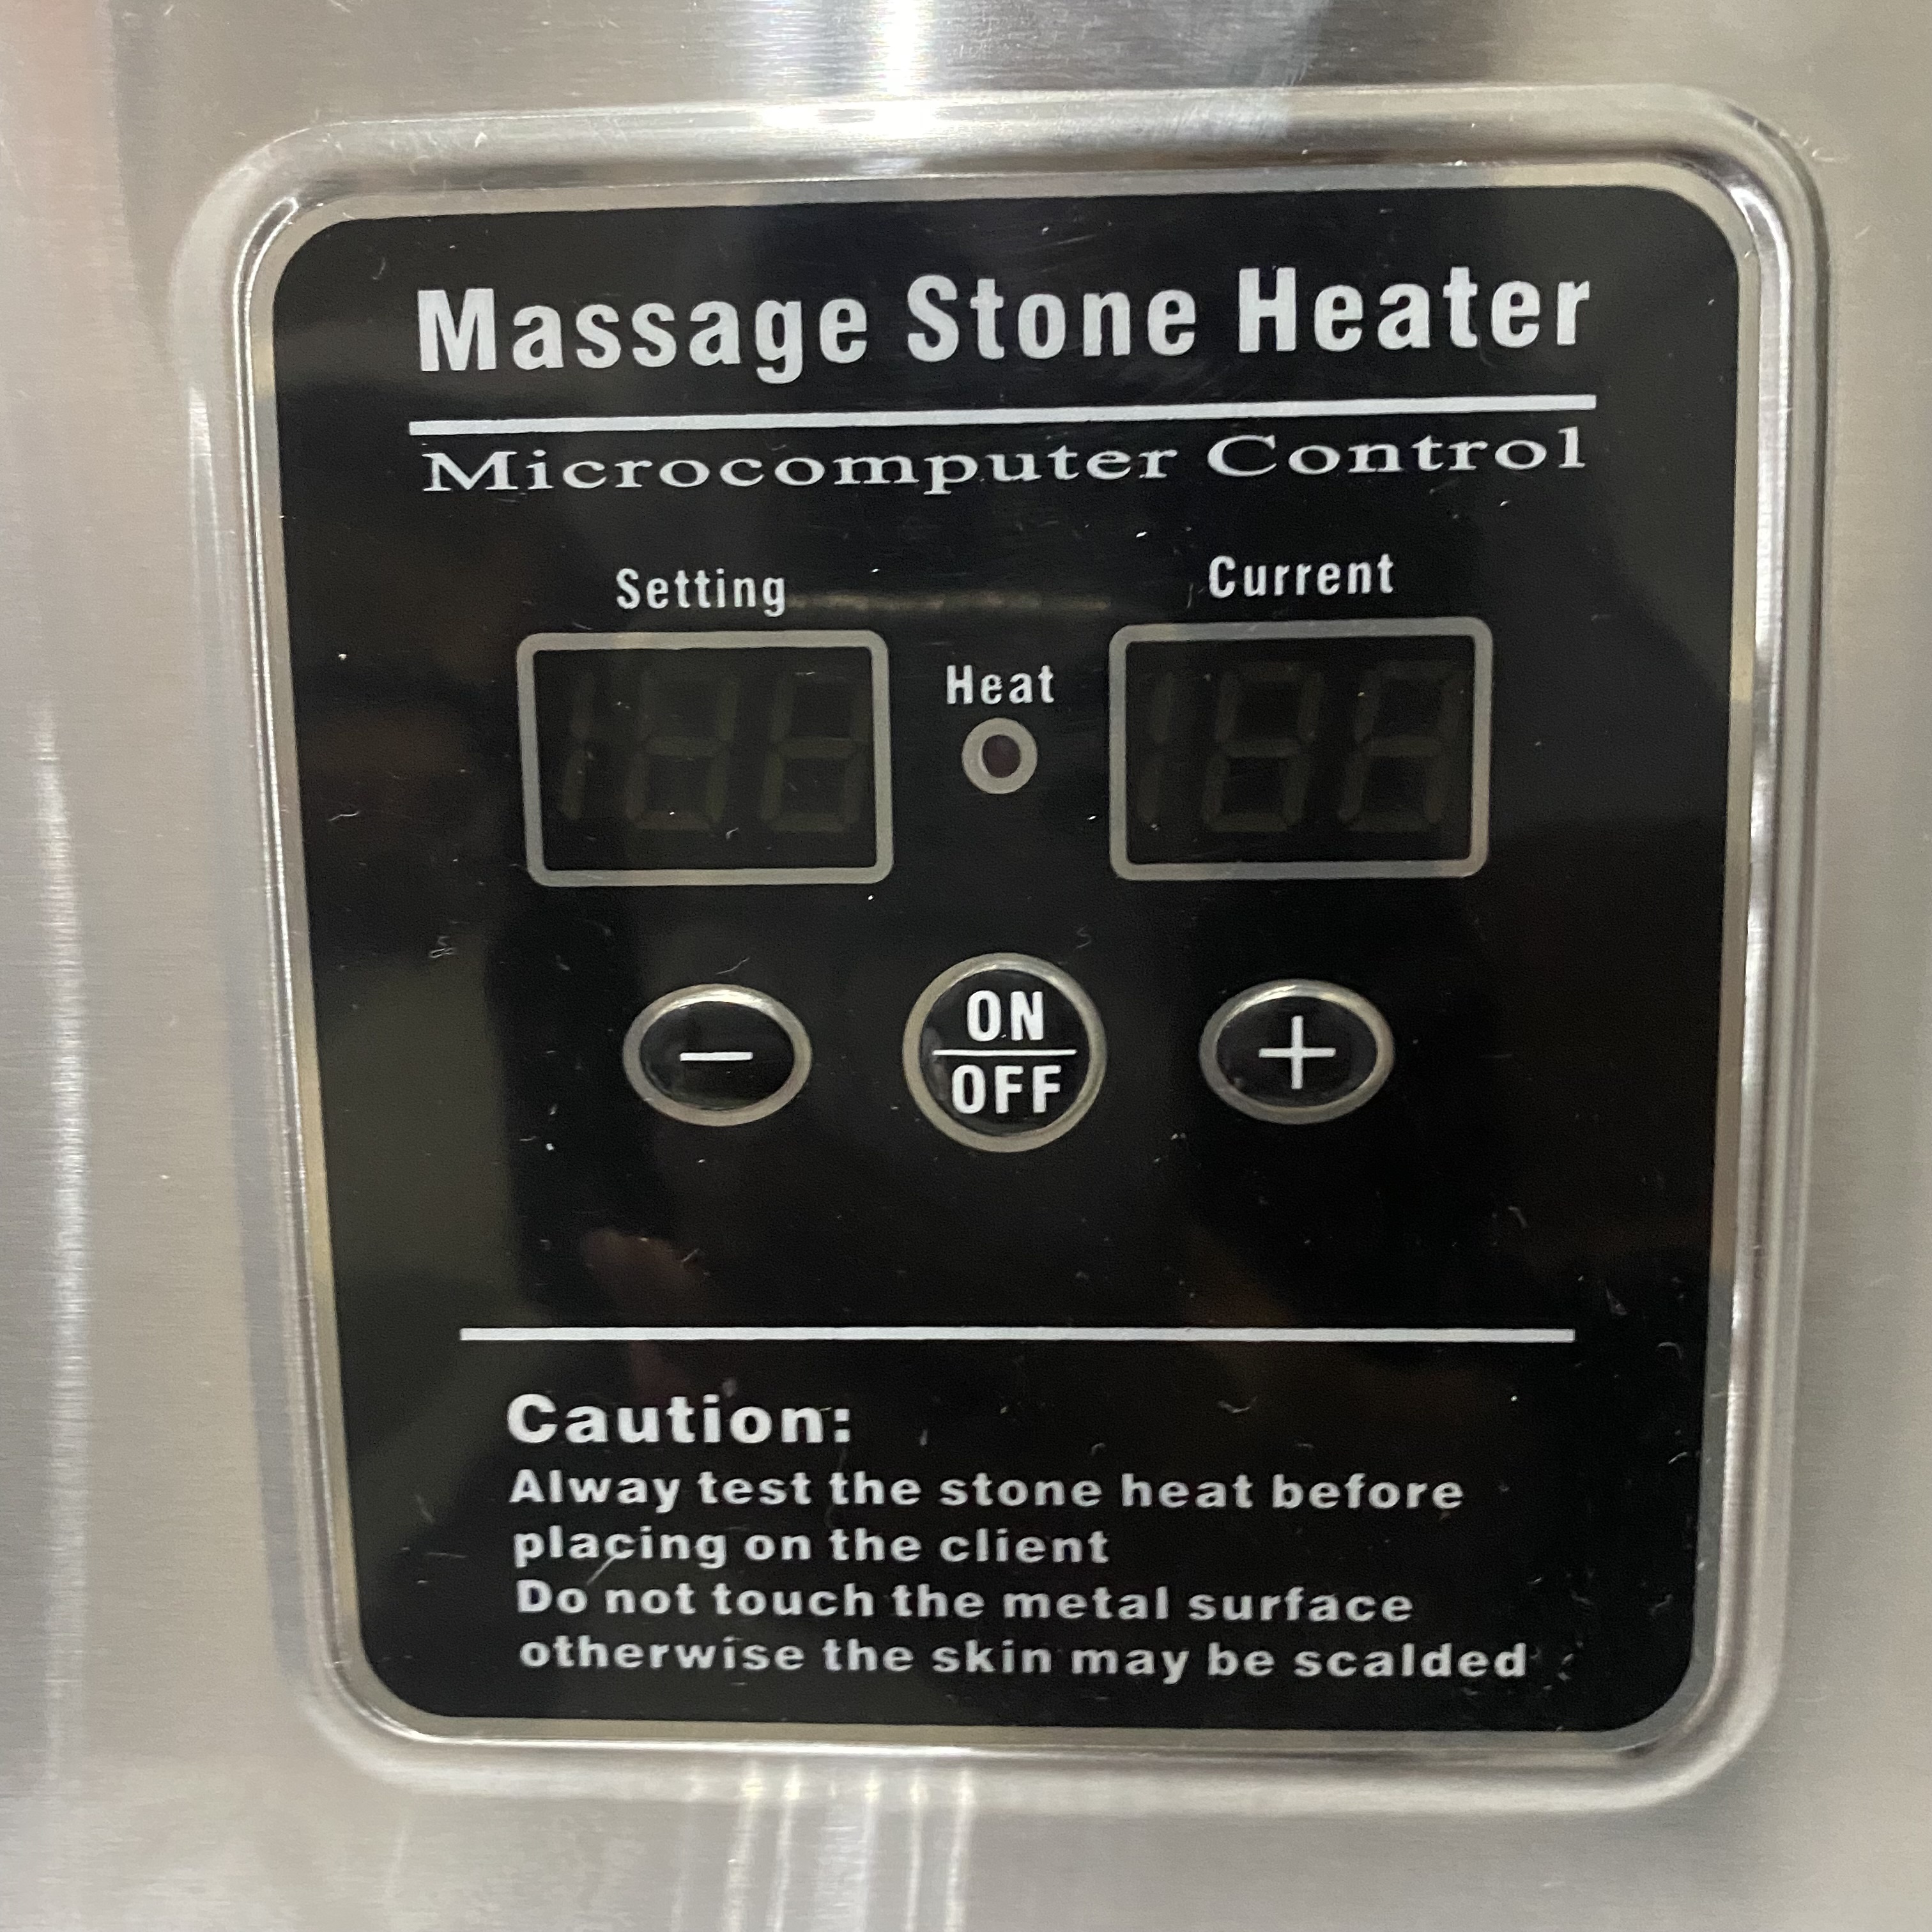 Massage Stone Heater
Microcomputer Control
Setting
Current
Heat
−
ON
OFF
+
Caution:
Alway test the stone heat before
placing on the client
Do not touch the metal surface
otherwise the skin may be scalded